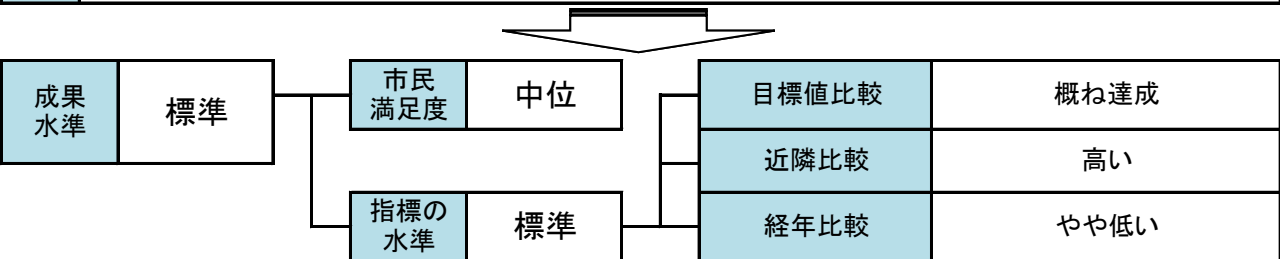 成果
水準
標準
市民
満足度
中位
指標の
水準
標準
目標値比較
概ね達成
近隣比較
高い
経年比較
やや低い